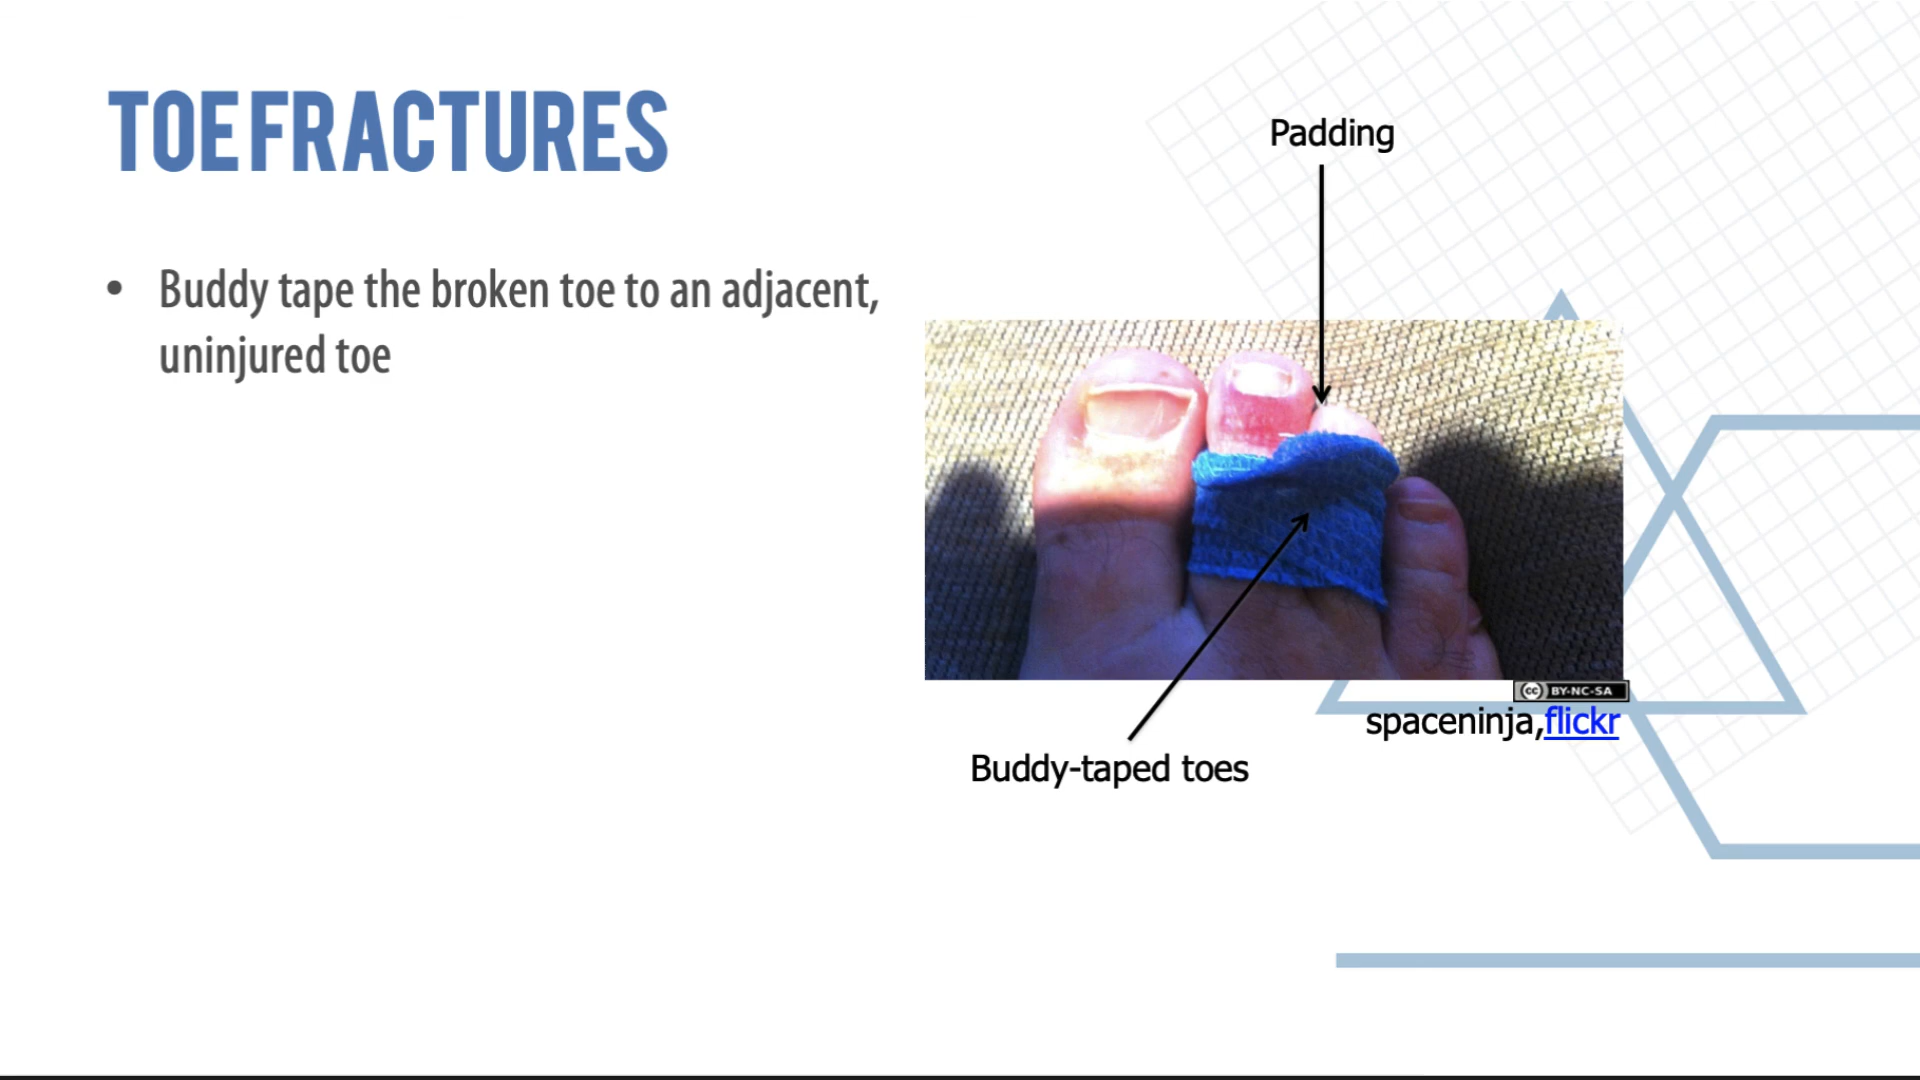 TOE FRACTURES
Padding
• Buddy tape the broken toe to an adjacent,
uninjured toe
cc BY-NC-SA
spaceninja,flickr
Buddy-taped toes